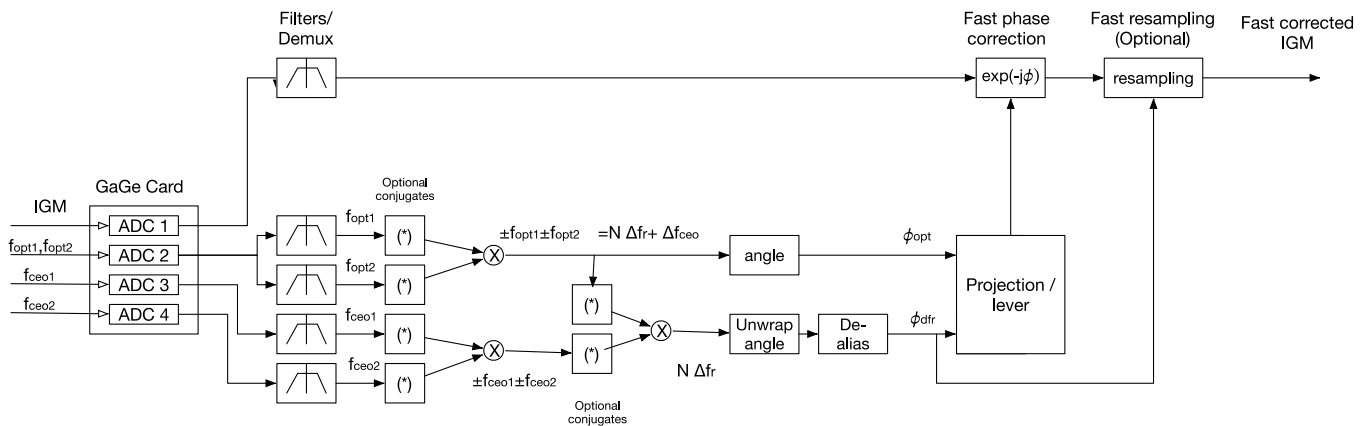 Filters/
Demux
Fast phase
correction
Fast resampling
(Optional)
Fast corrected
IGM
exp(-jϕ)
resampling
GaGe Card
IGM
ADC 1
fopt1,fopt2
ADC 2
fceo1
ADC 3
fceo2
ADC 4
Optional
conjugates
fopt1
(*)
fopt2
(*)
fceo1
(*)
fceo2
(*)
X
±fopt1±fopt2
=N Δfr+ Δfceo
X
±fceo1±fceo2
(*)
(*)
Optional
conjugates
X
N Δfr
angle
ϕopt
Unwrap
angle
De-
alias
ϕdfr
Projection /
lever